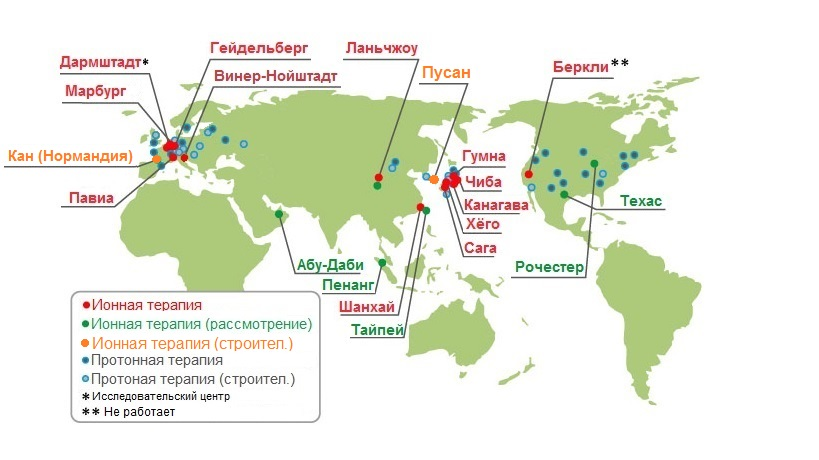 Гейдельберг
Ланьчжоу
Дармштадт*
Винер-Нойштадт
Пусан
Беркли**
Марбург
Кан (Нормандия)
Гумна
Чиба
Павиа
Канагава
Техас
Хёго
Сага
Абу-Даби
Рочестер
Пенанг
Шанхай
Тайпей
Ионная терапия
Ионная терапия (рассмотрение)
Ионная терапия (строител.)
Протонная терапия
Протоная терапия (строител.)
* Исследовательский центр
** Не работает